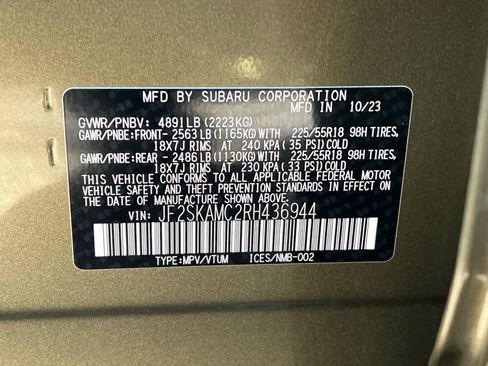 MFD BY SUBARU CORPORATION
MFD IN 10/23
GVWR/PNBV: 4891LB(2223KG)
GAWR/PNBE:FRONT- 2563LB(1165KG)WITH 225/55R18 98H TIRES,
18X7J RIMS AT 240 KPA(35 PSI)COLD
GAWR/PNBE:REAR - 2486LB(1130KG)WITH 225/55R18 98H TIRES,
18X7J RIMS AT 230 KPA(33 PSI)COLD
THIS VEHICLE CONFORMS TO ALL APPLICABLE FEDERAL MOTOR
VEHICLE SAFETY AND THEFT PREVENTION STANDARDS IN EFFECT ON
THE DATE OF MANUFACTURE SHOWN ABOVE.
VIN: JF2SKAMC2RH436944
TYPE:MPV/VTUM ICES/NMB-002